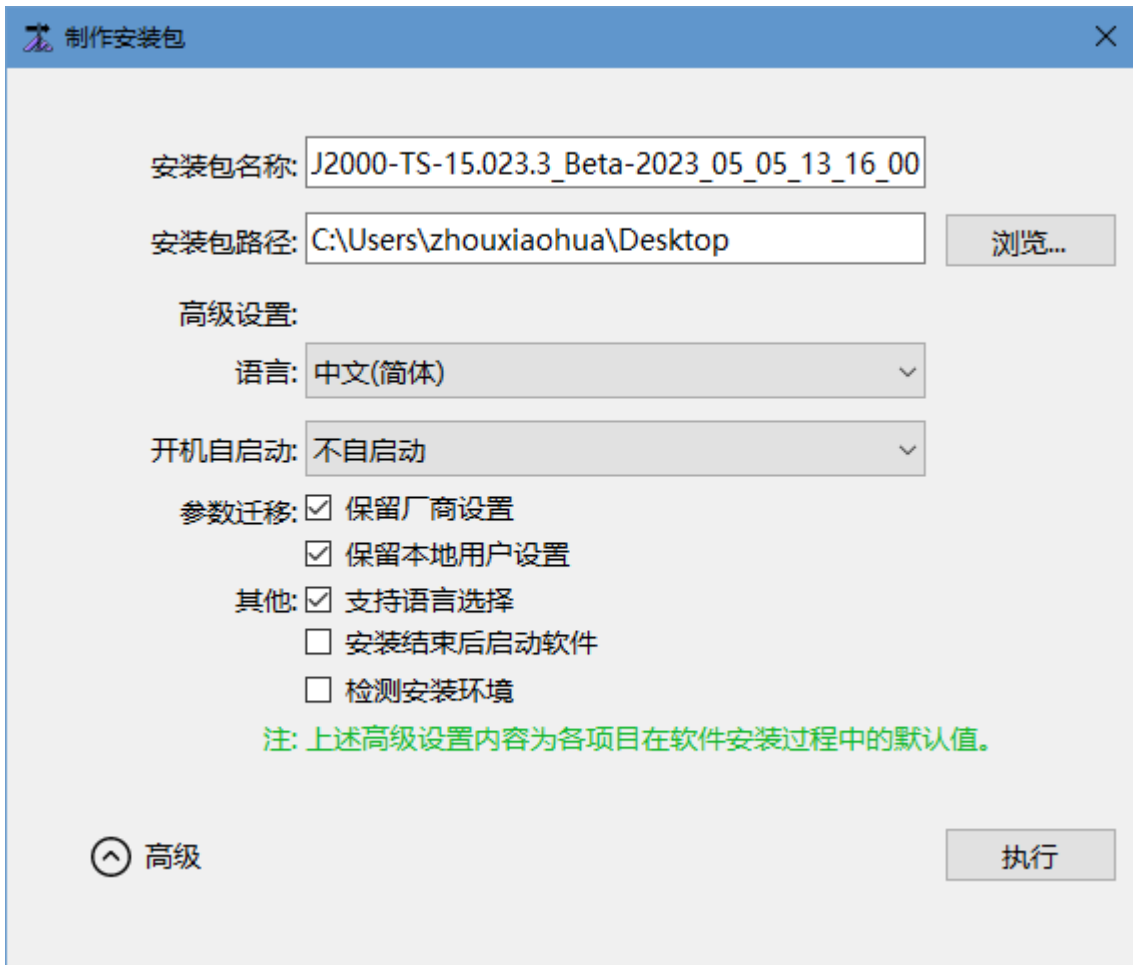 制作安装包
安装包名称: J2000-TS-15.023.3_Beta-2023_05_05_13_16_00
安装包路径: C:\Users\zhouxiaohua\Desktop 浏览...
高级设置:
语言: 中文(简体)
开机自启动: 不自启动
参数迁移: 保留厂商设置
保留本地用户设置
其他: 支持语言选择
安装结束后启动软件
检测安装环境
注: 上述高级设置内容为各项目在软件安装过程中的默认值。
高级 执行